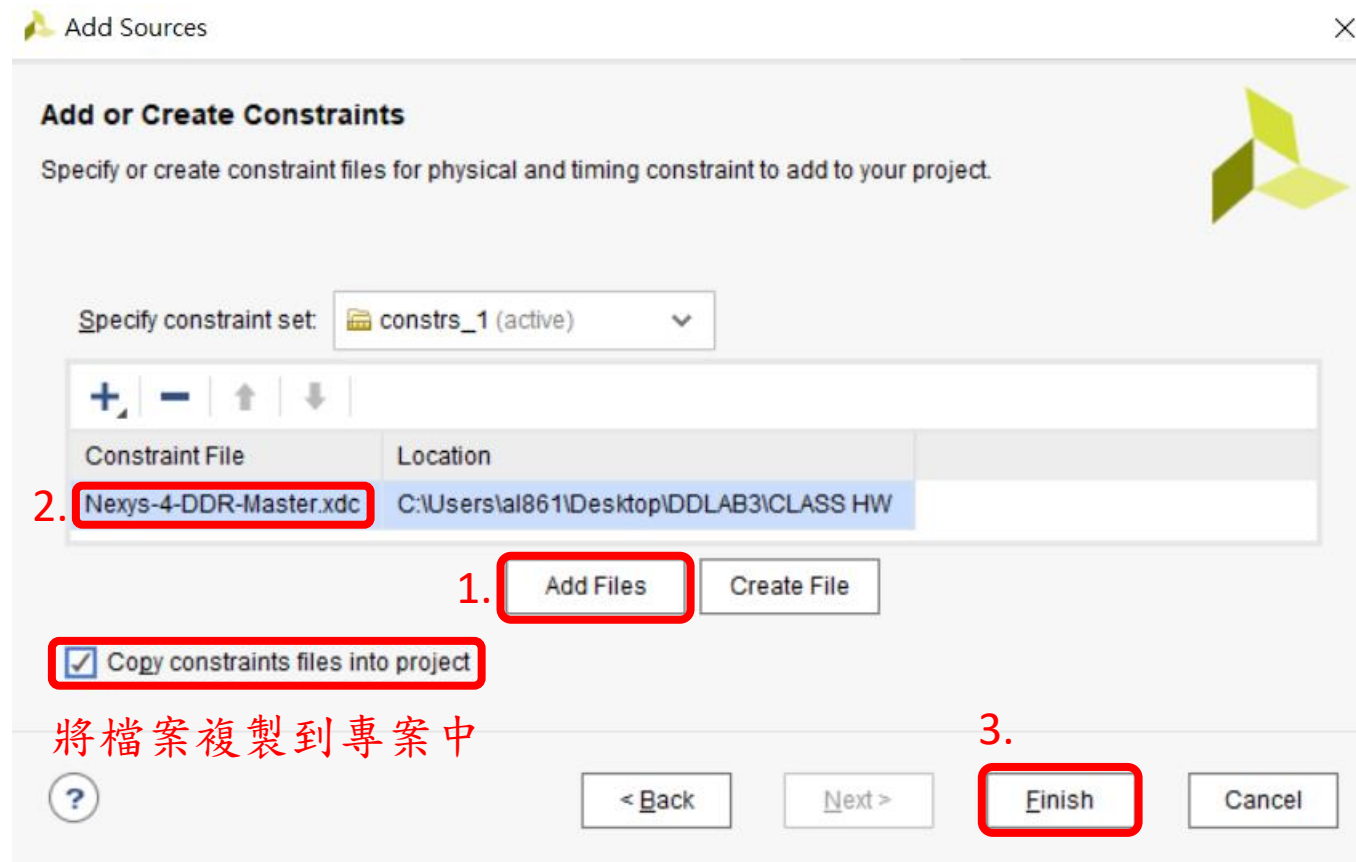 Add Sources
Add or Create Constraints
Specify or create constraint files for physical and timing constraint to add to your project.
Specify constraint set: constrs_1 (active)
Constraint File Location
2. Nexys-4-DDR-Master.xdc C:\Users\al861\Desktop\DDLAB3\CLASS HW
1. Add Files Create File
Copy constraints files into project
將檔案複製到專案中
3.
? < Back Next > Finish Cancel